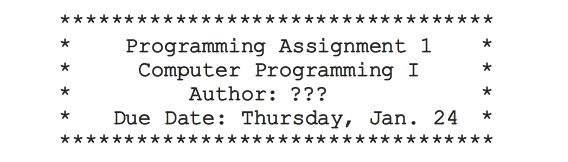 **********************************
*    Programming Assignment 1    *
*     Computer Programming I     *
*         Author: ???            *
*   Due Date: Thursday, Jan. 24  *
**********************************